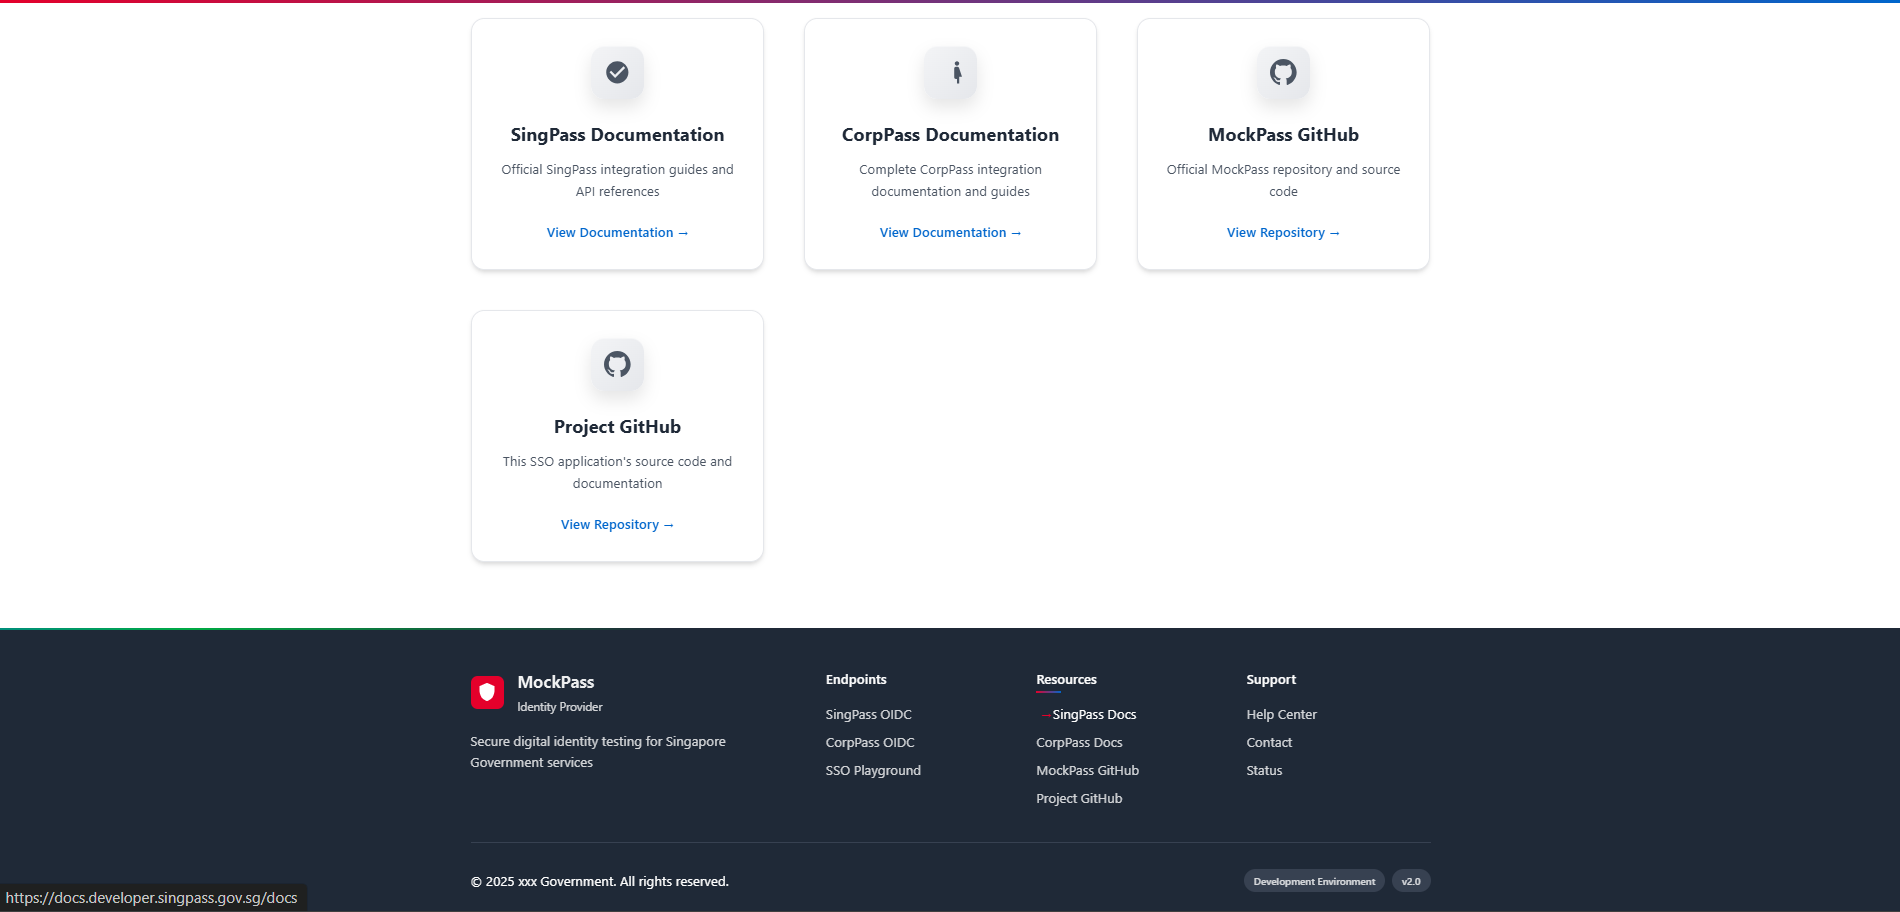 SingPass Documentation
Official SingPass integration guides and
API references
View Documentation →
CorpPass Documentation
Complete CorpPass integration
documentation and guides
View Documentation →
MockPass GitHub
Official MockPass repository and source
code
View Repository →
Project GitHub
This SSO application's source code and
documentation
View Repository →
MockPass
Identity Provider
Secure digital identity testing for Singapore
Government services
Endpoints
SingPass OIDC
CorpPass OIDC
SSO Playground
Resources
→SingPass Docs
CorpPass Docs
MockPass GitHub
Project GitHub
Support
Help Center
Contact
Status
© 2025 xxx Government. All rights reserved.
Development Environment
v2.0
https://docs.developer.singpass.gov.sg/docs